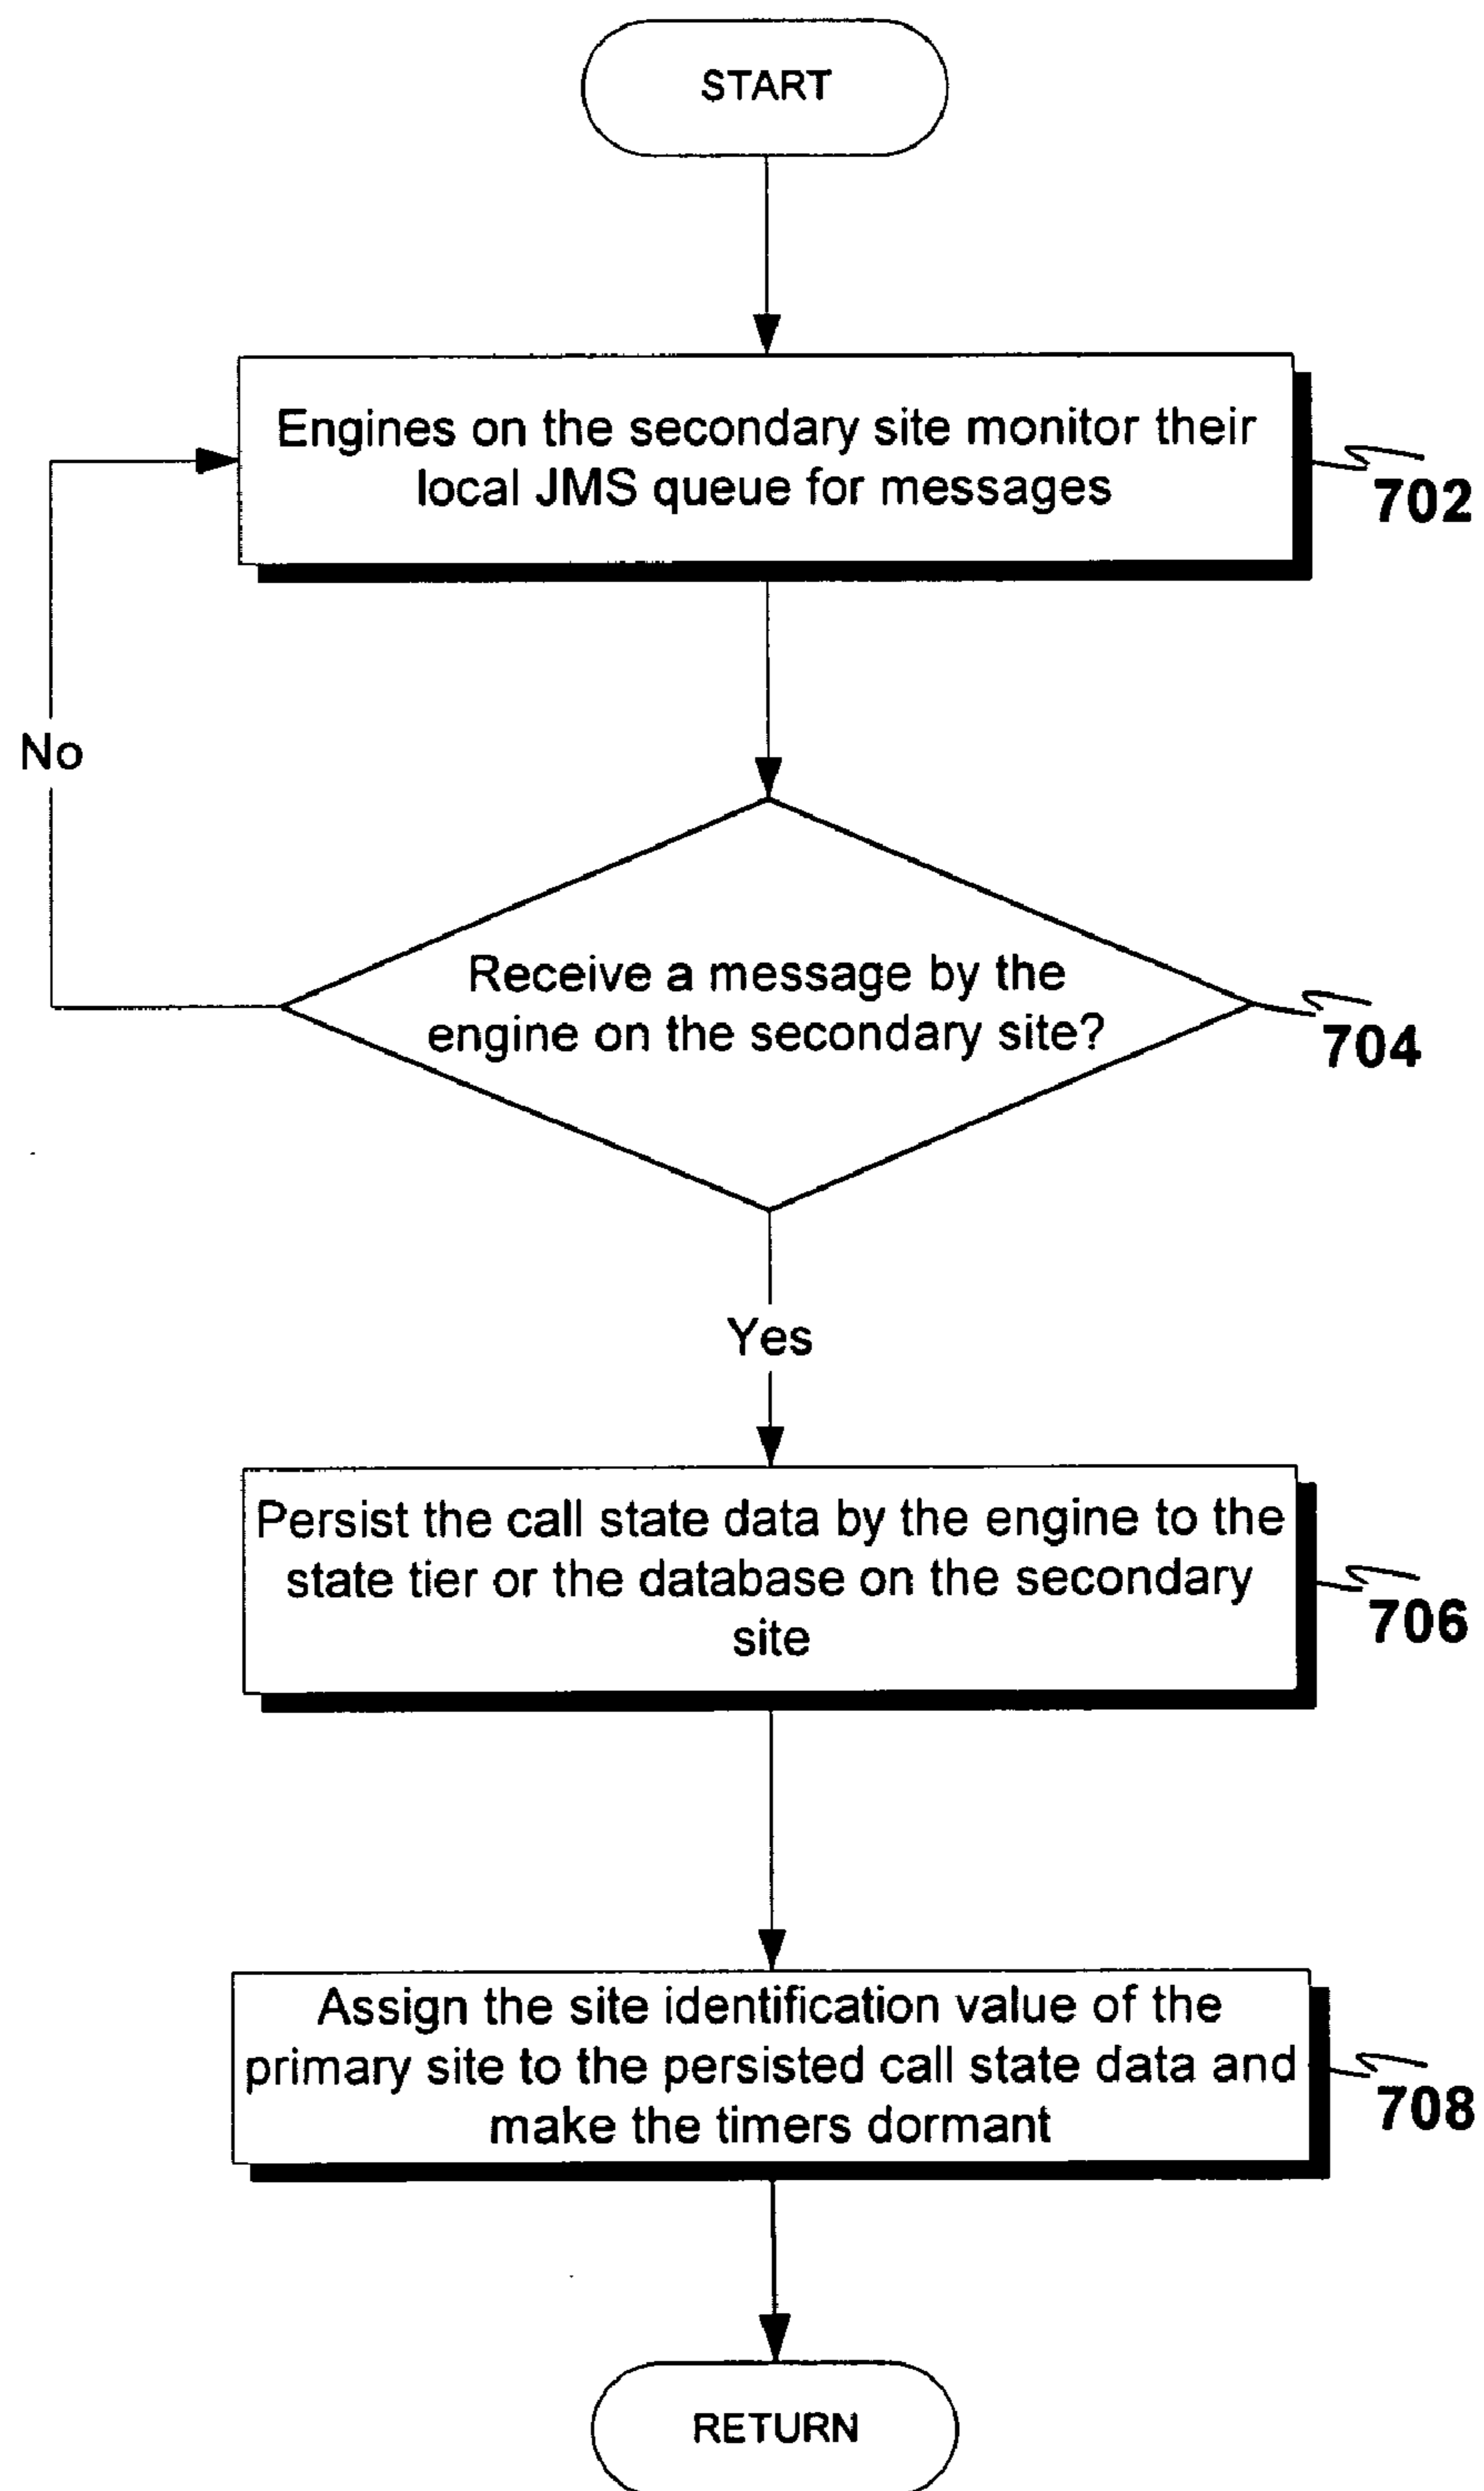 START
Engines on the secondary site monitor their
local JMS queue for messages
702
No
Receive a message by the
engine on the secondary site?
704
Yes
Persist the call state data by the engine to the
state tier or the database on the secondary
site
706
Assign the site identification value of the
primary site to the persisted call state data and
make the timers dormant
708
RETURN